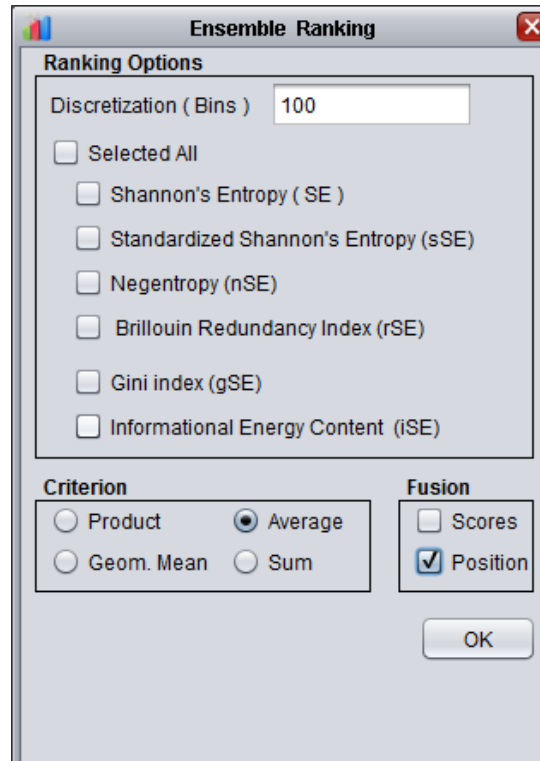 Ensemble Ranking
Ranking Options
Discretization ( Bins ) 100
Selected All
Shannon's Entropy ( SE )
Standardized Shannon's Entropy (sSE)
Negentropy (nSE)
Brillouin Redundancy Index (rSE)
Gini index (gSE)
Informational Energy Content (iSE)
Criterion Fusion
Product Average Scores
Geom. Mean Sum Position
OK